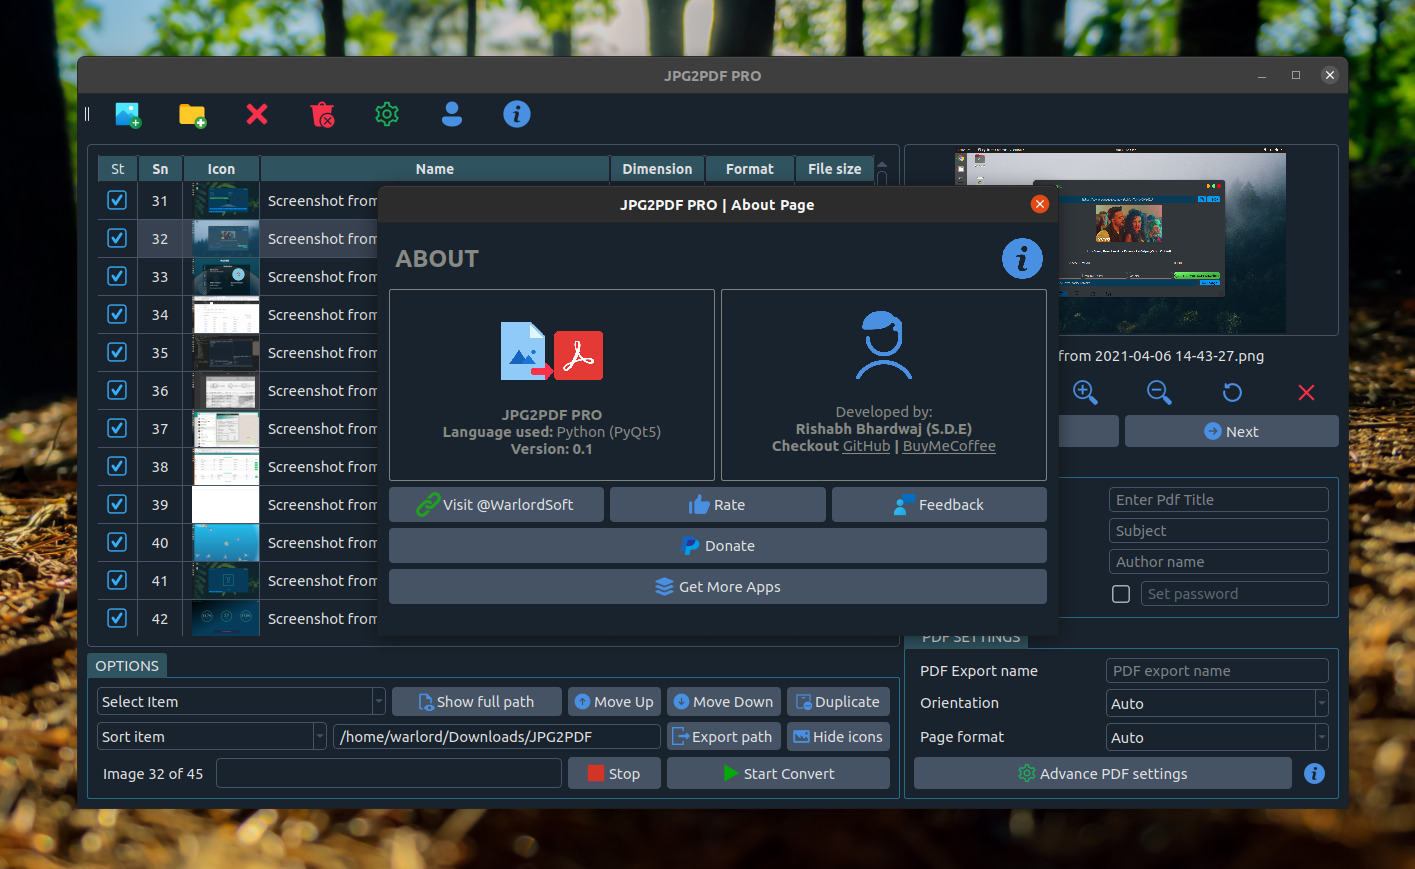 JPG2PDF PRO
St Sn Icon Name Dimension Format File size
31 Screenshot from
32 Screenshot from
33 Screenshot from
34 Screenshot from
35 Screenshot from
36 Screenshot from
37 Screenshot from
38 Screenshot from
39 Screenshot from
40 Screenshot from
41 Screenshot from
42 Screenshot from
JPG2PDF PRO | About Page
ABOUT
JPG2PDF PRO
Language used: Python (PyQt5)
Version: 0.1
Developed by:
Rishabh Bhardwaj (S.D.E)
Checkout GitHub | BuyMeCoffee
Visit @WarlordSoft
Rate
Feedback
Donate
Get More Apps
from 2021-04-06 14-43-27.png
Next
Enter Pdf Title
Subject
Author name
Set password
OPTIONS
Select Item
Show full path
Move Up
Move Down
Duplicate
Sort item
/home/warlord/Downloads/JPG2PDF
Export path
Hide icons
Image 32 of 45
Stop
Start Convert
PDF SETTINGS
PDF Export name
PDF export name
Orientation
Auto
Page format
Auto
Advance PDF settings